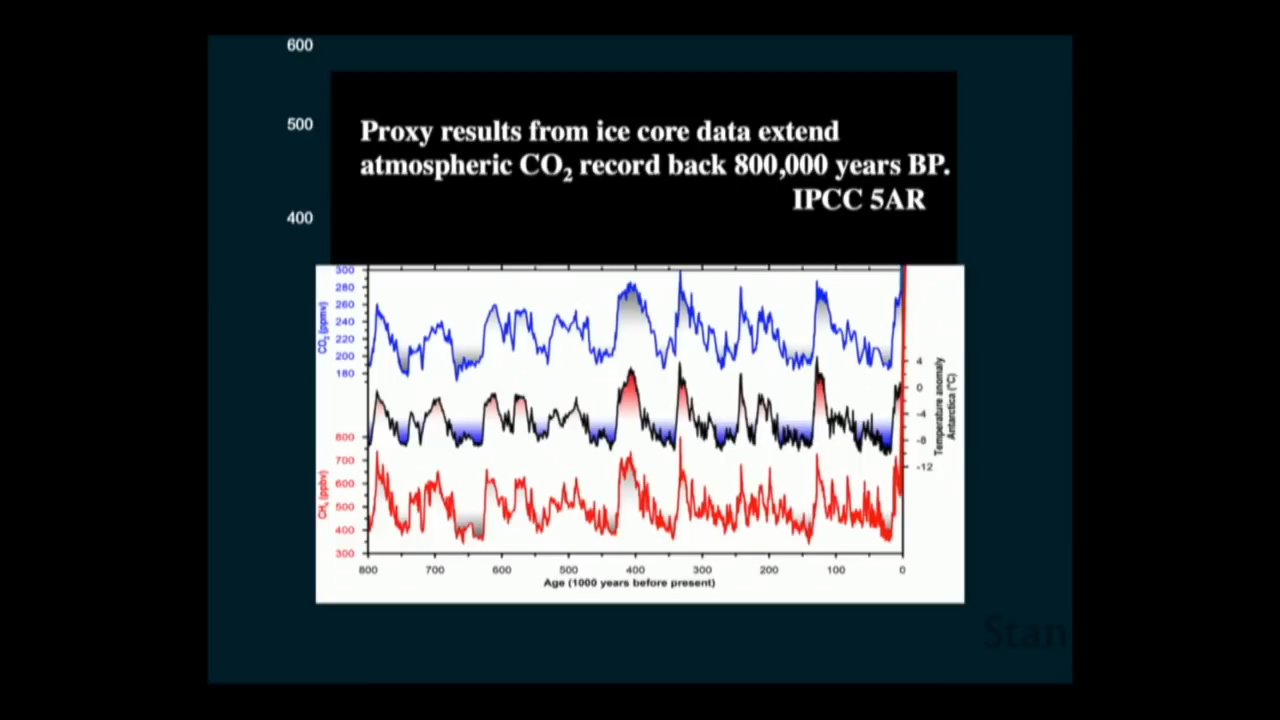 600
500
400
Proxy results from ice core data extend
atmospheric CO₂ record back 800,000 years BP.
IPCC 5AR
300
280
260
240
220
200
180
CO₂ (ppmv)
4
0
-4
-8
-12
Temperature anomaly
Antarctica (°C)
800
700
600
500
400
300
CH₄ (ppbv)
800 700 600 500 400 300 200 100 0
Age (1000 years before present)
Stan